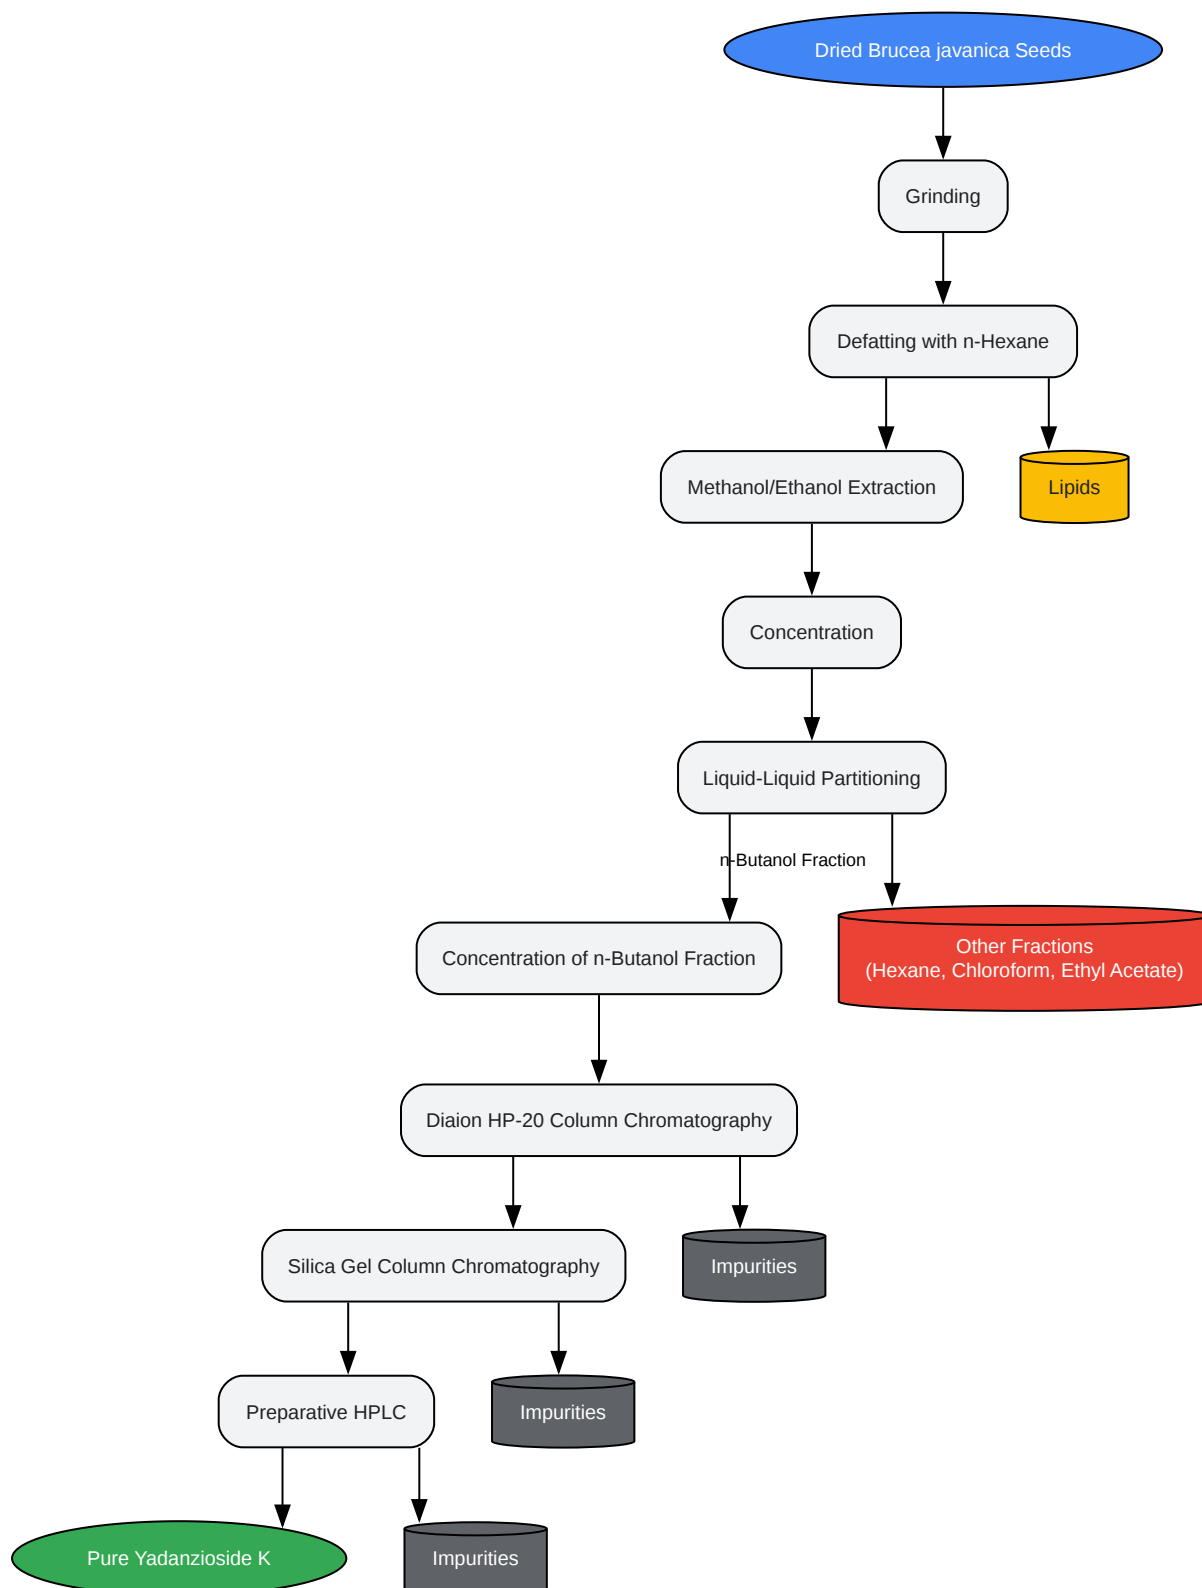 Dried Brucea javanica Seeds
Grinding
Defatting with n-Hexane
Methanol/Ethanol Extraction
Lipids
Concentration
Liquid-Liquid Partitioning
n-Butanol Fraction
Concentration of n-Butanol Fraction
Other Fractions
(Hexane, Chloroform, Ethyl Acetate)
Diaion HP-20 Column Chromatography
Silica Gel Column Chromatography
Impurities
Preparative HPLC
Impurities
Pure Yadanzioside K
Impurities